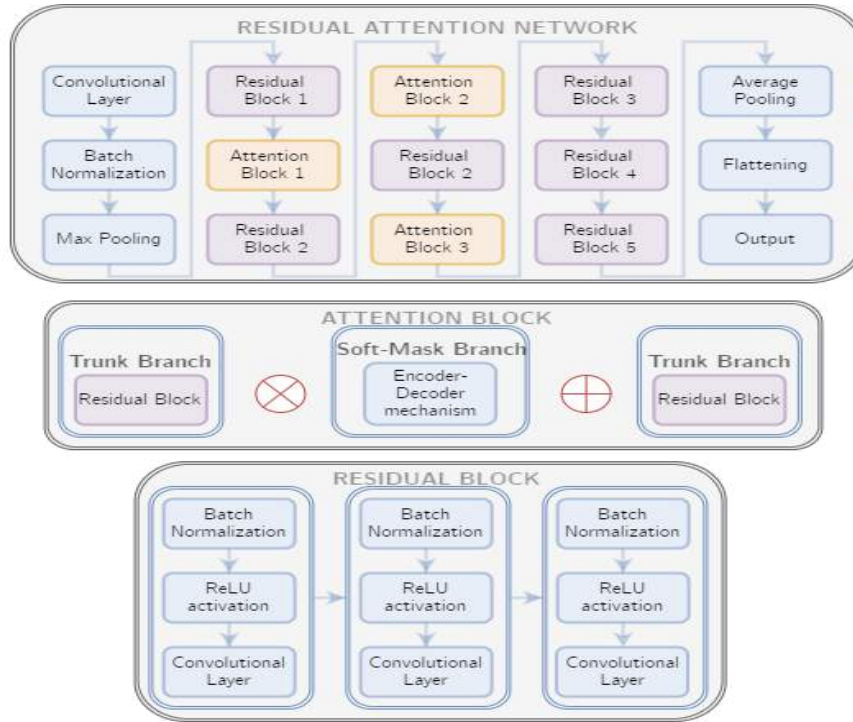 RESIDUAL ATTENTION NETWORK
Convolutional
Layer
Batch
Normalization
Max Pooling
Residual
Block 1
Attention
Block 1
Residual
Block 2
Attention
Block 2
Residual
Block 2
Attention
Block 3
Residual
Block 3
Residual
Block 4
Residual
Block 5
Average
Pooling
Flattening
Output
ATTENTION BLOCK
Trunk Branch
Residual Block
Soft-Mask Branch
Encoder-
Decoder
mechanism
Trunk Branch
Residual Block
RESIDUAL BLOCK
Batch
Normalization
ReLU
activation
Convolutional
Layer
Batch
Normalization
ReLU
activation
Convolutional
Layer
Batch
Normalization
ReLU
activation
Convolutional
Layer